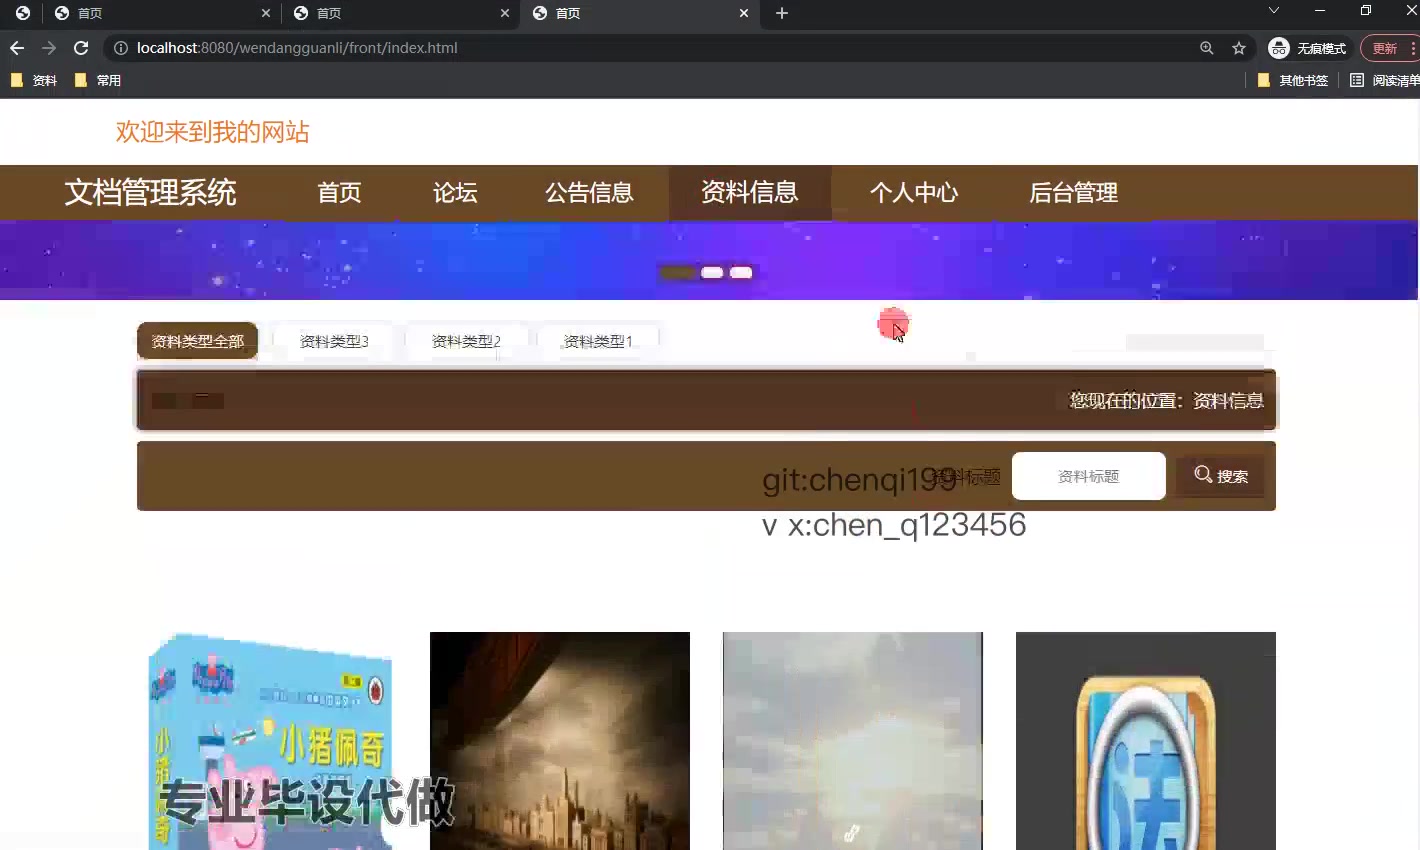 首页
首页
首页
localhost:8080/wendangguanli/front/index.html
无痕模式
更新
资料
常用
其他书签
阅读清单
欢迎来到我的网站
文档管理系统
首页
论坛
公告信息
资料信息
个人中心
后台管理
资料类型全部
资料类型3
资料类型2
资料类型1
您现在的位置：
资料信息
资料标题
资料标题
搜索
git:chenqi199
v x:chen_q123456
小猪佩奇
专业毕设代做